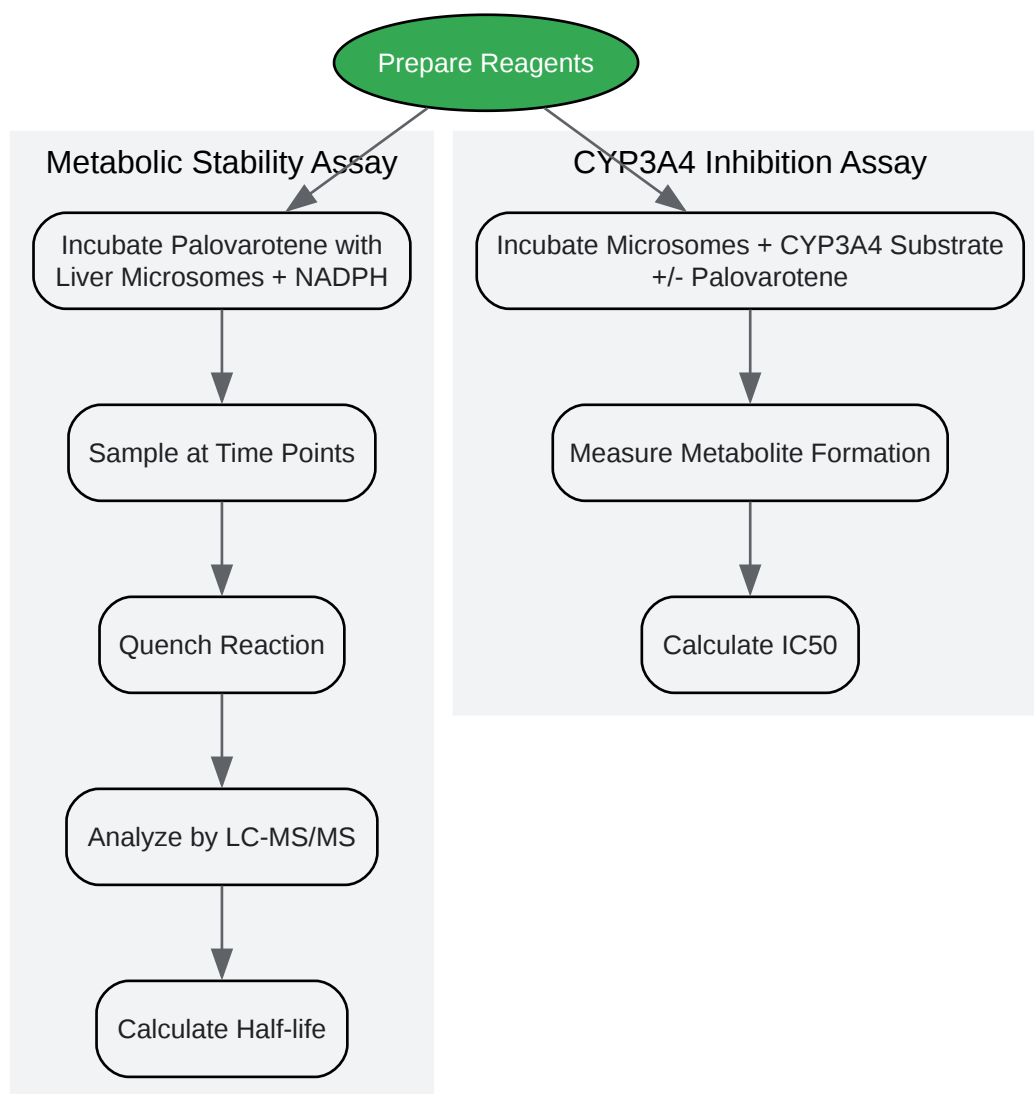 Prepare Reagents
Metabolic Stability Assay
Incubate Palovarotene with
Liver Microsomes + NADPH
Sample at Time Points
Quench Reaction
Analyze by LC-MS/MS
Calculate Half-life
CYP3A4 Inhibition Assay
Incubate Microsomes + CYP3A4 Substrate
+/- Palovarotene
Measure Metabolite Formation
Calculate IC50